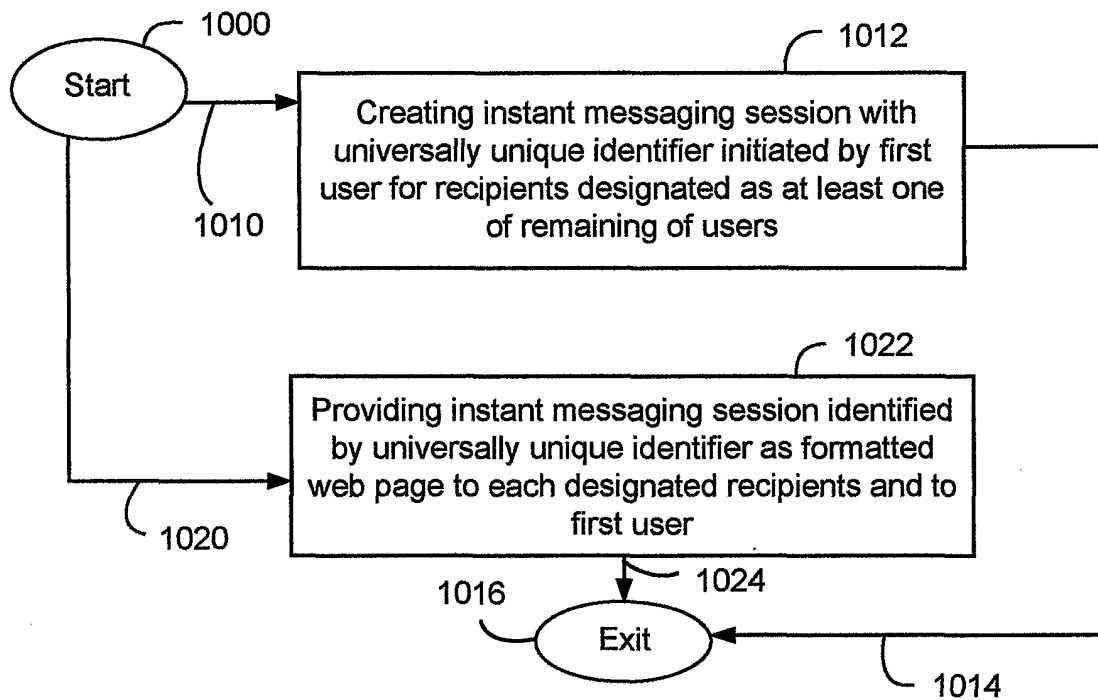 1000
Start
1012
Creating instant messaging session with
universally unique identifier initiated by first
user for recipients designated as at least one
of remaining of users
1010
1022
Providing instant messaging session identified
by universally unique identifier as formatted
web page to each designated recipients and to
first user
1020
1024
1016
Exit
1014